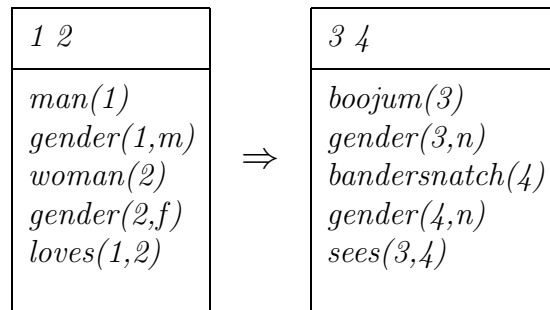 1 2
man(1)
gender(1,m)
woman(2)
gender(2,f)
loves(1,2)
⇒
3 4
boojum(3)
gender(3,n)
bandersnatch(4)
gender(4,n)
sees(3,4)